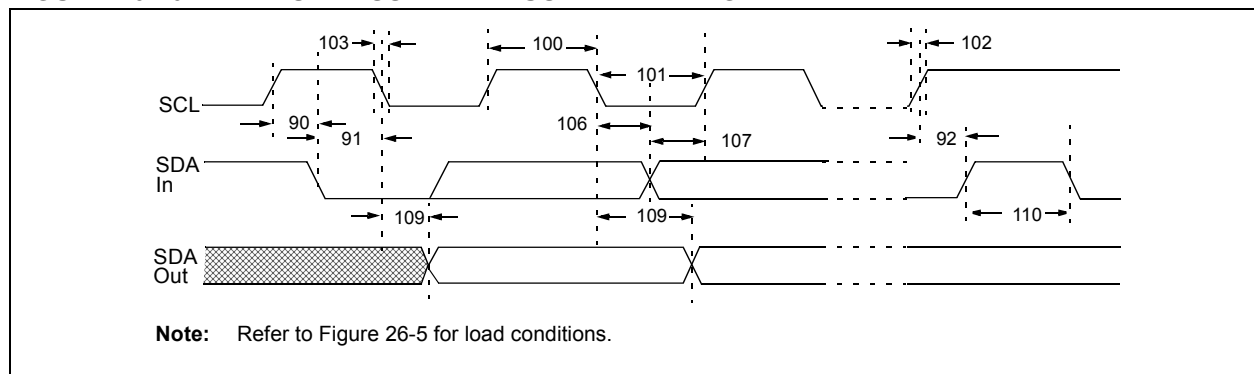 103
100
102
101
SCL
90
91
106
107
92
SDA
In
109
109
110
SDA
Out
Note: Refer to Figure 26-5 for load conditions.